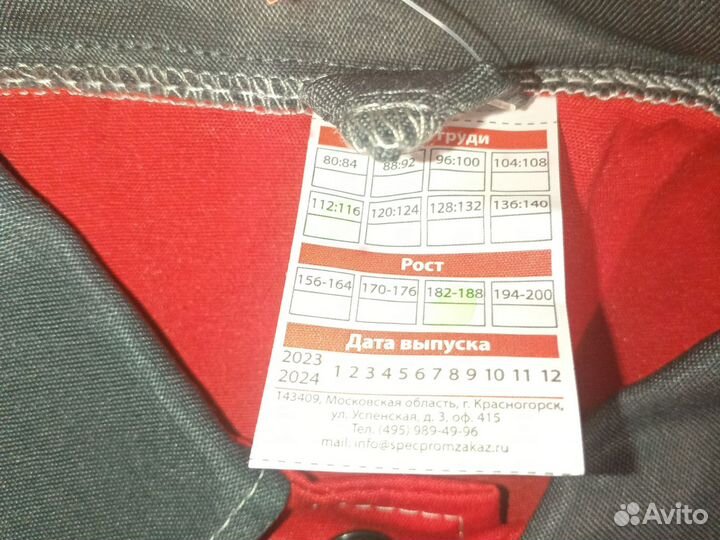 груди
80:84 88:92 96:100 104:108
112:116 120:124 128:132 136:140
Рост
156-164 170-176 182-188 194-200
Дата выпуска
2023
2024 1 2 3 4 5 6 7 8 9 10 11 12
143409, Московская область, г. Красногорск,
ул. Успенская, д. 3, оф. 415
Тел. (495) 989-49-96
mail: info@specpromzakaz.ru
Avito